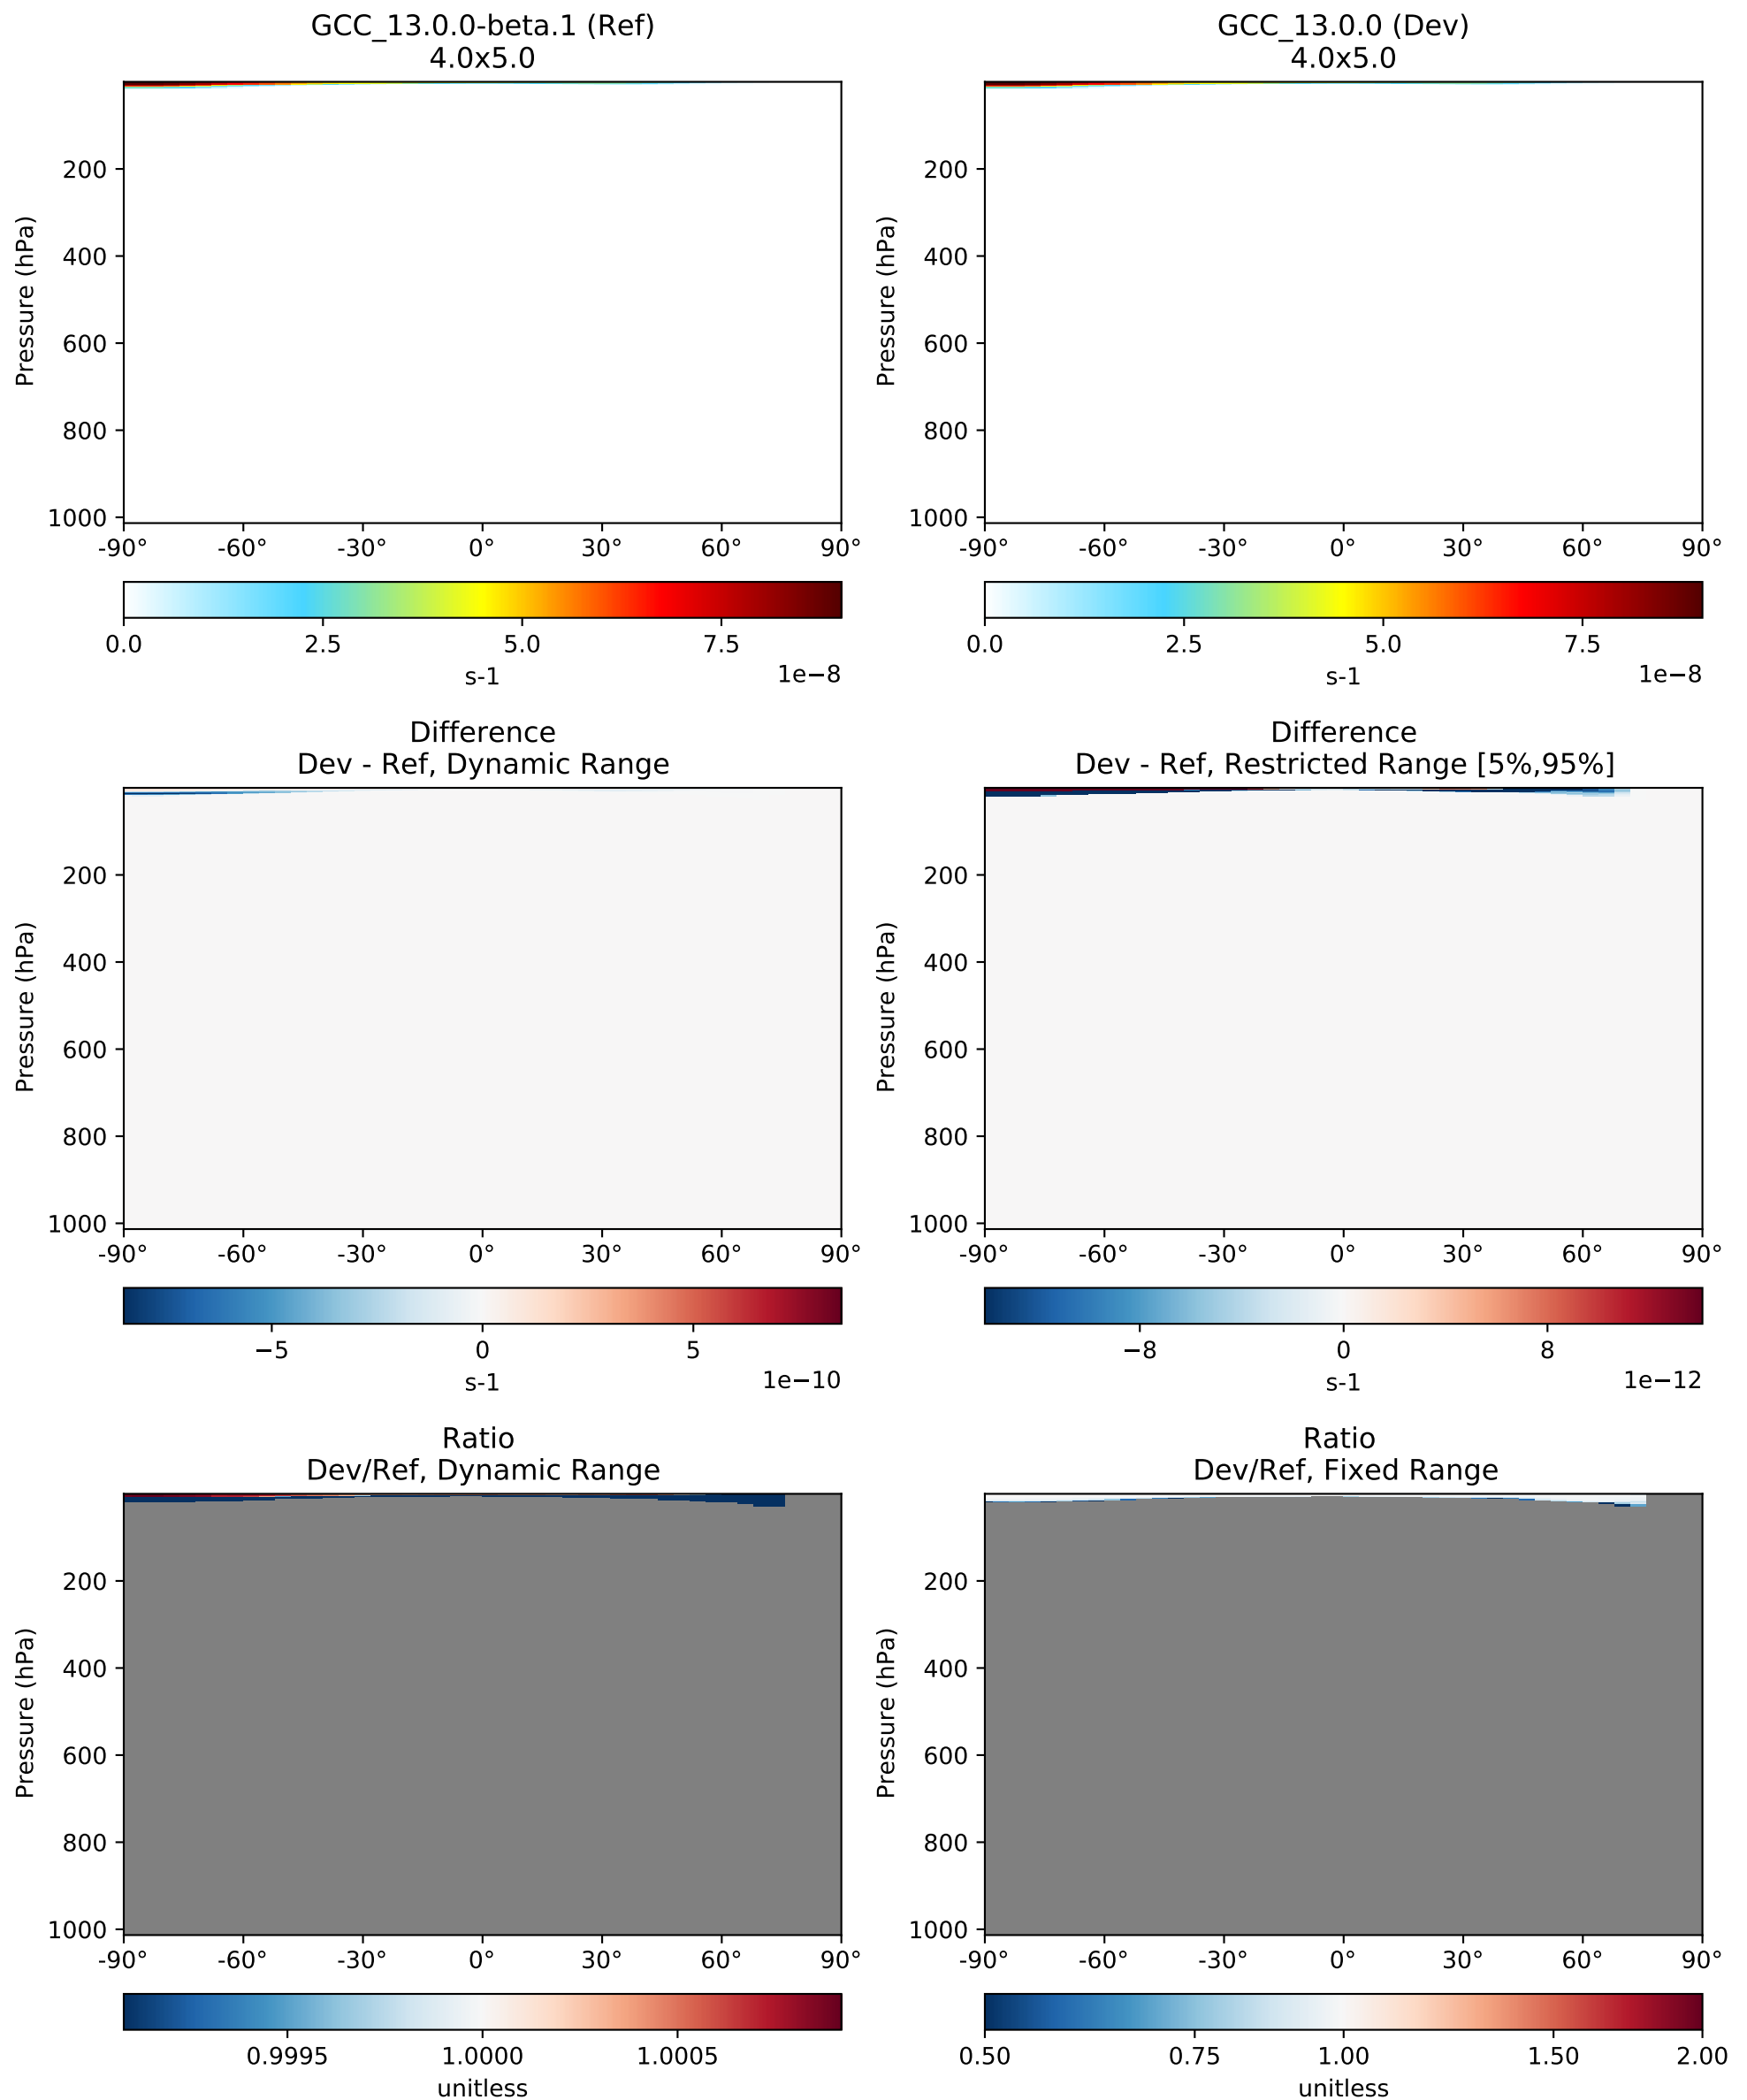 GCC_13.0.0-beta.1 (Ref)
4.0x5.0
Pressure (hPa)
200
400
600
800
1000
-90° -60° -30° 0° 30° 60° 90°
0.0 2.5 5.0 7.5
s-1
1e−8
GCC_13.0.0 (Dev)
4.0x5.0
Pressure (hPa)
200
400
600
800
1000
-90° -60° -30° 0° 30° 60° 90°
0.0 2.5 5.0 7.5
s-1
1e−8
Difference
Dev - Ref, Dynamic Range
Pressure (hPa)
200
400
600
800
1000
-90° -60° -30° 0° 30° 60° 90°
−5 0 5
s-1
1e−10
Difference
Dev - Ref, Restricted Range [5%,95%]
Pressure (hPa)
200
400
600
800
1000
-90° -60° -30° 0° 30° 60° 90°
−8 0 8
s-1
1e−12
Ratio
Dev/Ref, Dynamic Range
Pressure (hPa)
200
400
600
800
1000
-90° -60° -30° 0° 30° 60° 90°
0.9995 1.0000 1.0005
unitless
Ratio
Dev/Ref, Fixed Range
Pressure (hPa)
200
400
600
800
1000
-90° -60° -30° 0° 30° 60° 90°
0.50 0.75 1.00 1.50 2.00
unitless